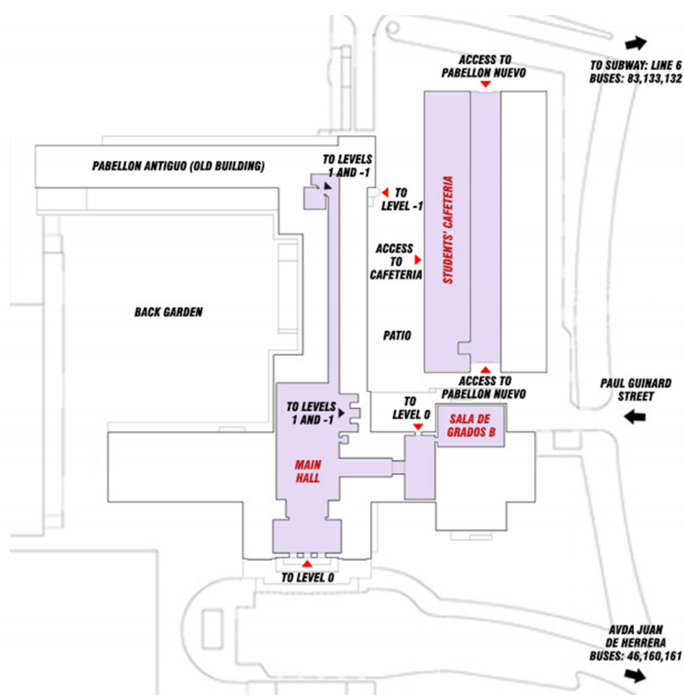 TO SUBWAY: LINE 6
BUSES: 83,133,132
ACCESS TO
PABELLON NUEVO
PABELLON ANTIGUO (OLD BUILDING)
TO LEVELS
1 AND -1
TO
LEVEL -1
STUDENTS' CAFETERIA
ACCESS
TO
CAFETERIA
BACK GARDEN
PATIO
ACCESS TO
PABELLON NUEVO
PAUL GUINARD
STREET
TO LEVELS
1 AND -1
TO
LEVEL 0
SALA DE
GRADOS B
MAIN
HALL
TO LEVEL 0
AVDA JUAN
DE HERRERA
BUSES: 46,160,161